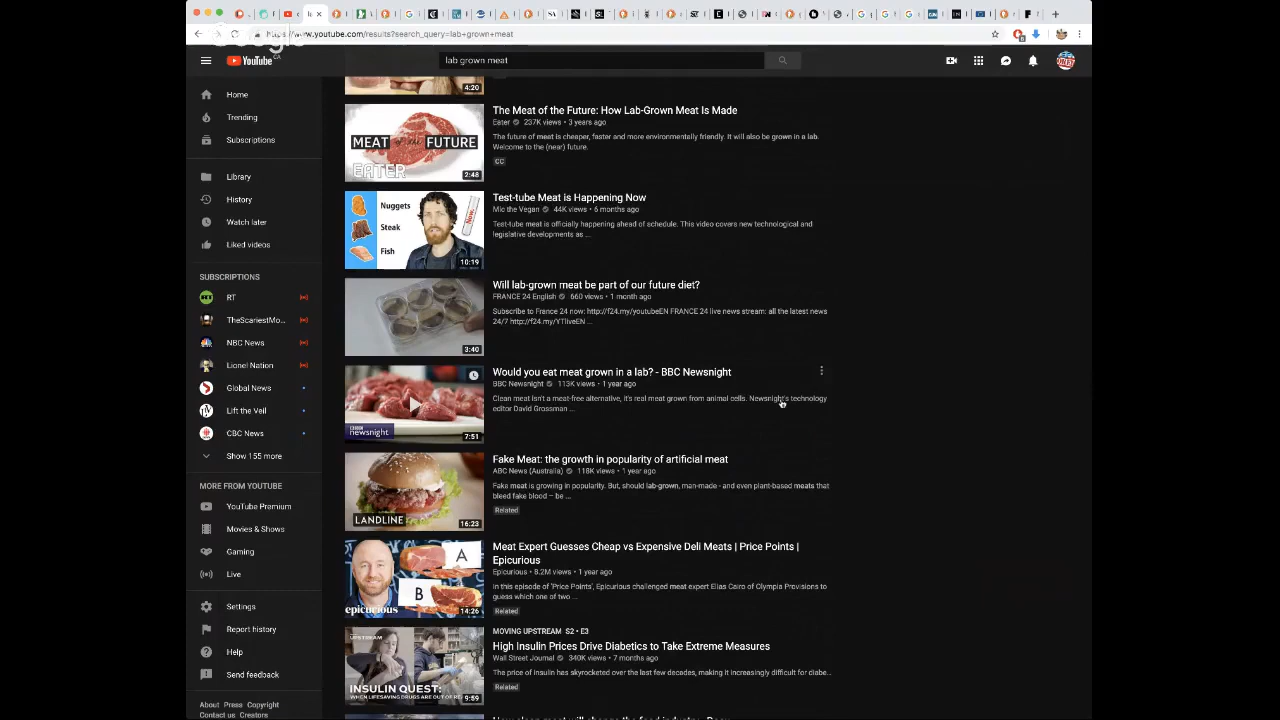 https://www.youtube.com/results?search_query=lab+grown+meat
YouTube CA
lab grown meat
Home
Trending
Subscriptions
Library
History
Watch later
Liked videos
SUBSCRIPTIONS
RT
TheScariestMo...
NBC News
Lionel Nation
Global News
Lift the Veil
CBC News
Show 155 more
MORE FROM YOUTUBE
YouTube Premium
Movies & Shows
Gaming
Live
Settings
Report history
Help
Send feedback
About Press Copyright
Contact us Creators
4:20
MEAT of the FUTURE
EATER
2:48
The Meat of the Future: How Lab-Grown Meat Is Made
Eater 237K views • 3 years ago
The future of meat is cheaper, faster and more environmentally friendly. It will also be grown in a lab.
Welcome to the (near) future.
CC
Nuggets
Steak
Fish
Now.
10:19
Test-tube Meat is Happening Now
Mic the Vegan 44K views • 6 months ago
Test-tube meat is officially happening ahead of schedule. This video covers new technological and
legislative developments as ...
3:40
Will lab-grown meat be part of our future diet?
FRANCE 24 English 660 views • 1 month ago
Subscribe to France 24 now: http://f24.my/youtubeEN FRANCE 24 live news stream: all the latest news
24/7 http://f24.my/YTliveEN ...
newsnight
7:51
Would you eat meat grown in a lab? - BBC Newsnight
BBC Newsnight 113K views • 1 year ago
Clean meat isn't a meat-free alternative, it's real meat grown from animal cells. Newsnight's technology
editor David Grossman ...
LANDLINE
16:23
Fake Meat: the growth in popularity of artificial meat
ABC News (Australia) 118K views • 1 year ago
Fake meat is growing in popularity. But, should lab-grown, man-made - and even plant-based meats that
bleed fake blood – be ...
Related
A
B
epicurious
14:26
Meat Expert Guesses Cheap vs Expensive Deli Meats | Price Points |
Epicurious
Epicurious 8.2M views • 1 year ago
In this episode of 'Price Points', Epicurious challenged meat expert Elias Cairo of Olympia Provisions to
guess which one of two ...
Related
UPSTREAM
INSULIN QUEST:
WHEN LIFESAVING DRUGS ARE OUT OF
9:59
MOVING UPSTREAM S2 • E3
High Insulin Prices Drive Diabetics to Take Extreme Measures
Wall Street Journal 340K views • 7 months ago
The price of insulin has skyrocketed over the last few decades, making it increasingly difficult for diabe...
Related